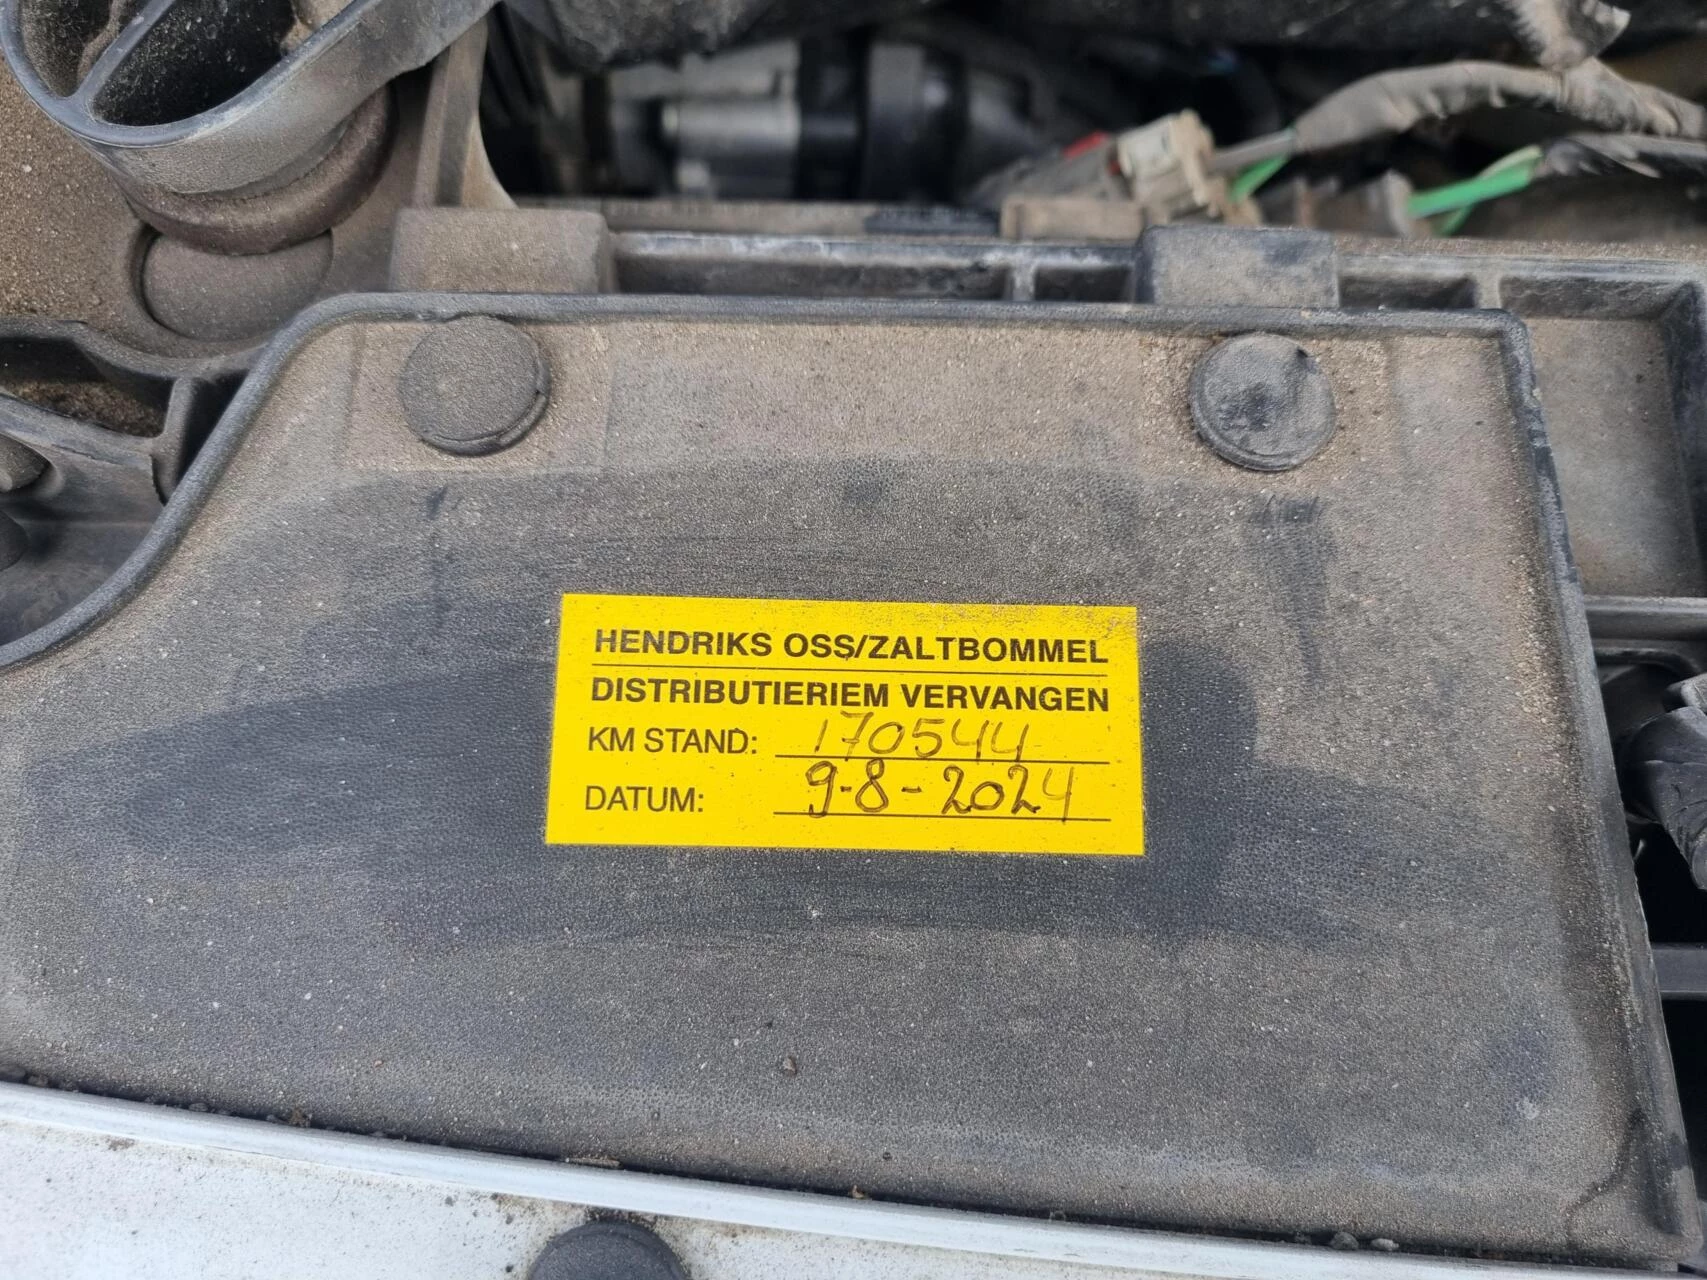 HENDRIKS OSS/ZALTBOMMEL
DISTRIBUTIERIEM VERVANGEN
KM STAND: 170544
DATUM: 9-8-2024